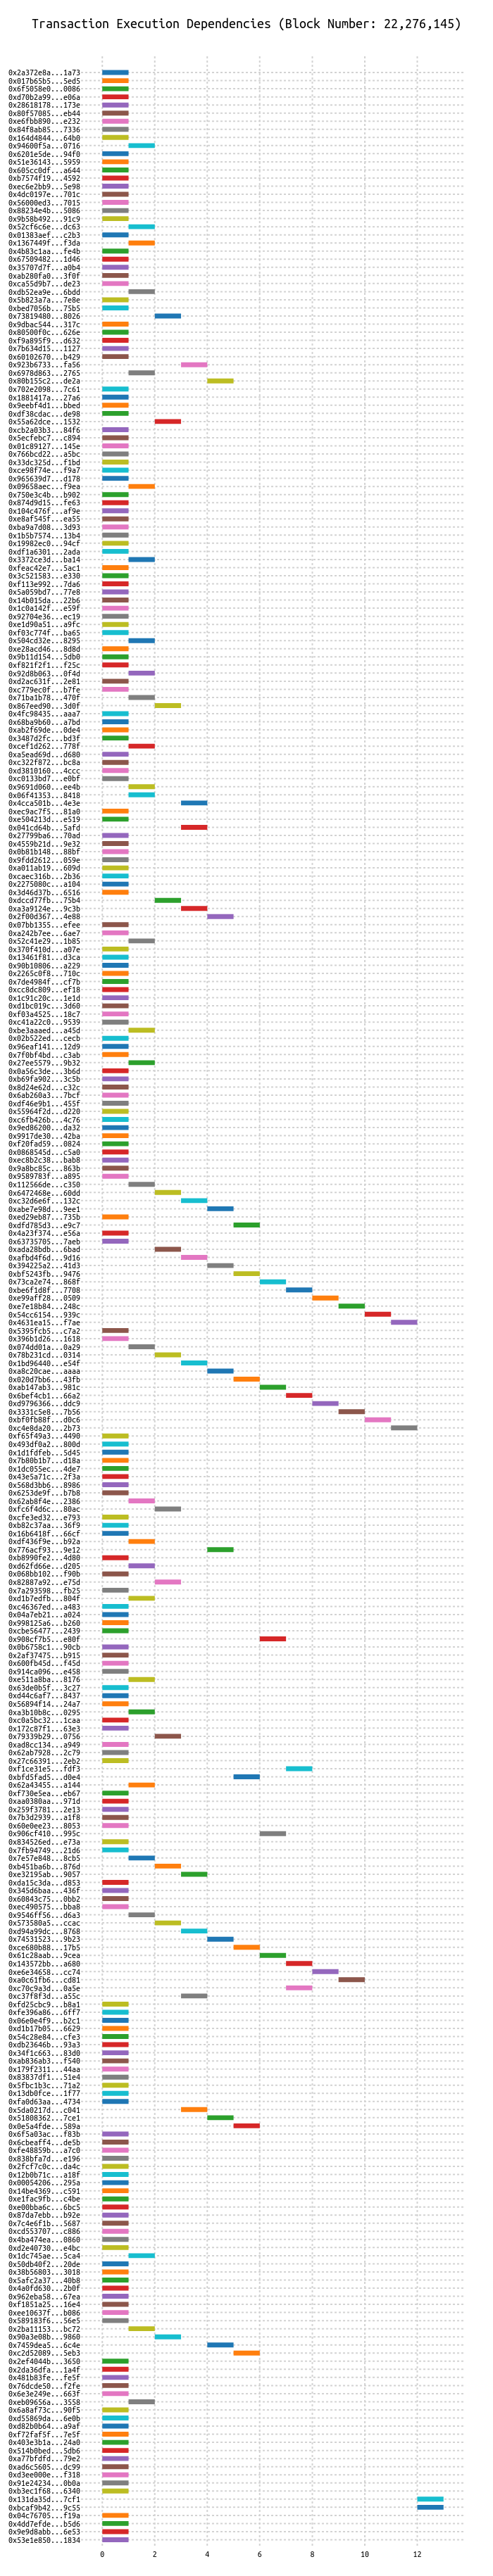 Transaction Execution Dependencies (Block Number: 22,276,145)
0x2a372e8a...1a73
0x017b65b5...5ed5
0x6f5058e0...0086
0xd70b2a99...e06a
0x28618178...173e
0x80f57085...eb44
0xe6fbb890...e232
0x84f8ab85...7336
0x164d4844...64b0
0x94600f5a...0716
0x6201e5de...94f0
0x51e36143...5959
0x605cc0df...a644
0xb7574f19...4592
0xec6e2bb9...5e98
0x4dc0197e...701c
0x56000ed3...7015
0x88234e4b...5086
0x9b58b492...91c9
0x52cf6c6e...dc63
0x01383aef...c2b3
0x1367449f...f3da
0x4b03c1aa...fe4b
0x67509482...1d46
0x35707d7f...a0b4
0xab280fa0...3f0f
0xca55d9b7...de23
0xdb52ea9e...6bdd
0x5b823a7a...7e8e
0xbed7056b...75b5
0x73819480...8026
0x9dbac544...317c
0x80500f0c...626e
0xf9a895f9...d632
0x7b634d15...1127
0x60102670...b429
0x923b6733...fa56
0x6978d863...2765
0x80b155c2...de2a
0x702e2098...7c61
0x1881417a...27a6
0x9eebf4d1...bbed
0xdf38cdac...de98
0x55a62dce...1532
0xcb2a03b3...84f6
0x5ecfebc7...c894
0x01c89127...145e
0x766bcd22...a5bc
0x33dc325d...f1bd
0xce98f74e...f9a7
0x965639d7...d178
0x09658aec...f9ea
0x750e3c4b...b902
0x874d9d15...fe63
0x104c476f...af9e
0xe8af545f...ea55
0xba9a7d08...3d93
0x1b5b7574...13b4
0x19982ec0...94cf
0xdf1a6301...2ada
0x3372ce3d...ba14
0xfeac42e7...5ac1
0x3c521583...e330
0xf113e992...7da6
0x5a059bd7...77e8
0x14b015da...22b6
0x1c0a142f...e59f
0x92704e36...ec19
0xe1d90a51...a9fc
0xf03c774f...ba65
0x504cd32e...8295
0xe28acd46...8d8d
0x9b11d154...5db0
0xf821f2f1...f25c
0x92d8b063...0f4d
0xd2ac631f...2e81
0xc779ec0f...b7fe
0x71ba1b78...470f
0x867eed90...3d0f
0x4fc98435...aaa7
0x68ba9b60...a7bd
0xab2f69de...0de4
0x3487d2fc...bd3f
0xcef1d262...778f
0xa5ead69d...d680
0xc322f872...bc8a
0xd3810160...4ccc
0xc0133bd7...e0bf
0x9691d060...ee4b
0x06f41353...8418
0x4cca501b...4e3e
0xec9ac7f5...81a0
0xe504213d...e519
0x041cd64b...5afd
0x27799ba6...70ad
0x4559b21d...9e32
0x0b81b148...88bf
0x9fdd2612...059e
0xa011ab19...609d
0xcaec316b...2b36
0x2275080c...a104
0x3d46d37b...6516
0xdccd77fb...75b4
0xa3a9124e...9c3b
0x2f00d367...4e88
0x07bb1355...efee
0xa242b7ee...6ae7
0x52c41e29...1b85
0x370f410d...a07e
0x13461f81...d3ca
0x90b10806...a229
0x2265c0f8...710c
0x7de4984f...cf7b
0xcc8dc809...ef18
0x1c91c20c...1e1d
0xd1bc019c...3d60
0xf03a4525...18c7
0xc41a22c0...9539
0xbe3aaaed...a45d
0x02b522ed...cecb
0x96eaf141...12d9
0x7f0bf4bd...c3ab
0x27ee5579...9b32
0x0a56c3de...3b6d
0xb69fa902...3c5b
0x8d24e62d...c32c
0x6ab260a3...7bcf
0xdf46e9b1...455f
0x55964f2d...d220
0xc6fb426b...4c76
0x9ed86200...da32
0x9917de30...42ba
0xf20fad59...0824
0x0868545d...c5a0
0xec8b2c38...bab8
0x9a8bc85c...863b
0x9589783f...a895
0x112566de...c350
0x6472468e...60dd
0xc32d6e6f...132c
0xabe7e98d...9ee1
0xed29eb87...735b
0xdfd785d3...e9c7
0x4a23f374...e56a
0x63735705...7aeb
0xada28bdb...6bad
0xafbd4f6d...9d16
0x394225a2...41d3
0xbf5243fb...9476
0x73ca2e74...868f
0xbe6f1d8f...7708
0xe99aff28...0509
0xe7e18b84...248c
0x54cc6154...939c
0x4631ea15...f7ae
0x5395fcb5...c7a2
0x396b1d26...1618
0x074dd01a...0a29
0x78b231cd...0314
0x1bd96440...e54f
0xa8c20cae...aaaa
0x020d7bb6...43fb
0xab147ab3...981c
0x6bef4cb1...66a2
0xd9796366...ddc9
0x3331c5e8...7b56
0xbf0fb88f...d0c6
0xc4e8da20...2b73
0xf65f49a3...4490
0x493df0a2...800d
0x1d1fdfeb...5d45
0x7b80b1b7...d18a
0x1dc055ec...4de7
0x43e5a71c...2f3a
0x568d3bb6...8986
0x6253de9f...b7b8
0x62ab8f4e...2386
0xfc6f4d6c...80ac
0xcfe3ed32...e793
0xb82c37aa...36f9
0x16b6418f...66cf
0xdf436f9e...b92a
0x776acf93...9e12
0xb8990fe2...4d80
0xd62fd66e...d205
0x068bb102...f90b
0x82887a92...e75d
0x7a293598...fb25
0xd1b7edfb...804f
0xc46367ed...a483
0x04a7eb21...a024
0x998125a6...b260
0xcbe56477...2439
0x908cf7b5...e80f
0x0b6758c1...90cb
0x2af37475...b915
0x600fb45d...f45d
0x914ca096...e458
0xe511a8ba...8176
0x63de0b5f...3c27
0xd44c6af7...8437
0x56894f14...24a7
0xa3b10b8c...0295
0xc0a5bc32...1caa
0x172c87f1...63e3
0x79339b29...0756
0xad8cc134...a949
0x62ab7928...2c79
0x27c66391...2eb2
0xf1ce31e5...fdf3
0xbfd5fad5...d0e4
0x62a43455...a144
0xf730e5ea...eb67
0xaa0380aa...971d
0x259f3781...2e13
0x7b3d2939...a1f8
0x60e0ee23...8053
0x906cf410...995c
0x834526ed...e73a
0x7fb94749...21d6
0x7e57e848...8cb5
0xb451ba6b...876d
0xe32195ab...9057
0xda15c3da...d853
0x345d6baa...436f
0x60843c75...0bb2
0xec490575...bba8
0x9546ff56...d6a3
0x573580a5...ccac
0xd94a99dc...8768
0x74531523...9b23
0xce680b88...17b5
0x61c28aab...9cea
0x143572bb...a680
0xe6e34658...cc74
0xa0c61fb6...cd81
0xc70c9a3d...0a5e
0xc37f8f3d...a55c
0xfd25cbc9...b8a1
0xfe396a86...6ff7
0x06e0e4f9...b2c1
0xd1b17b05...6629
0x54c28e84...cfe3
0xdb23646b...93a3
0x34f1c663...83d0
0xab836ab3...f540
0x179f2311...44aa
0x83837df1...51e4
0x5fbc1b3c...71a2
0x13db0fce...1f77
0xfa0d63aa...4734
0x5da0217d...c041
0x51808362...7ce1
0x0e5a4fde...589a
0x6f5a03ac...f83b
0x6cbeaff4...de5b
0xfe48859b...a7c0
0x838bfa7d...e196
0x2fcf7c0c...da4c
0x12b0b71c...a18f
0x00054206...295a
0x14be4369...c591
0xe1fac9fb...c4be
0xe00bba6c...6bc5
0x87da7ebb...b92e
0x7c4e6f1b...5687
0xcd553707...c886
0x4ba474ea...0860
0xd2e40730...e4bc
0x1dc745ae...5ca4
0x50db40f2...20de
0x38b56803...3018
0x5afc2a37...40b8
0x4a0fd630...2b0f
0x962eba58...67ea
0xf1851a25...16e4
0xee10637f...b086
0x589183f6...56e5
0x2ba11153...bc72
0x90a3e08b...9860
0x7459dea5...6c4e
0xc2d52089...5eb3
0x2ef4044b...3650
0x2da36dfa...1a4f
0x481b83fe...fe5f
0x76dcde50...f2fe
0x6e3e249e...663f
0xeb09656a...3558
0x6a8af73c...90f5
0xd55869da...6e0b
0xd82b0b64...a9af
0xf72faf5f...7e5f
0x403e3b1a...24a0
0x514b0bed...5db6
0xa77bfdfd...79e2
0xad6c5605...dc99
0xd3ee000e...f318
0x91e24234...0b0a
0xb3ec1f68...6340
0x131da35d...7cf1
0xbcaf9b42...9c55
0x04c76705...f19a
0x4dd7efde...b5d6
0x9e9d8abb...6e53
0x53e1e850...1834
0 2 4 6 8 10 12